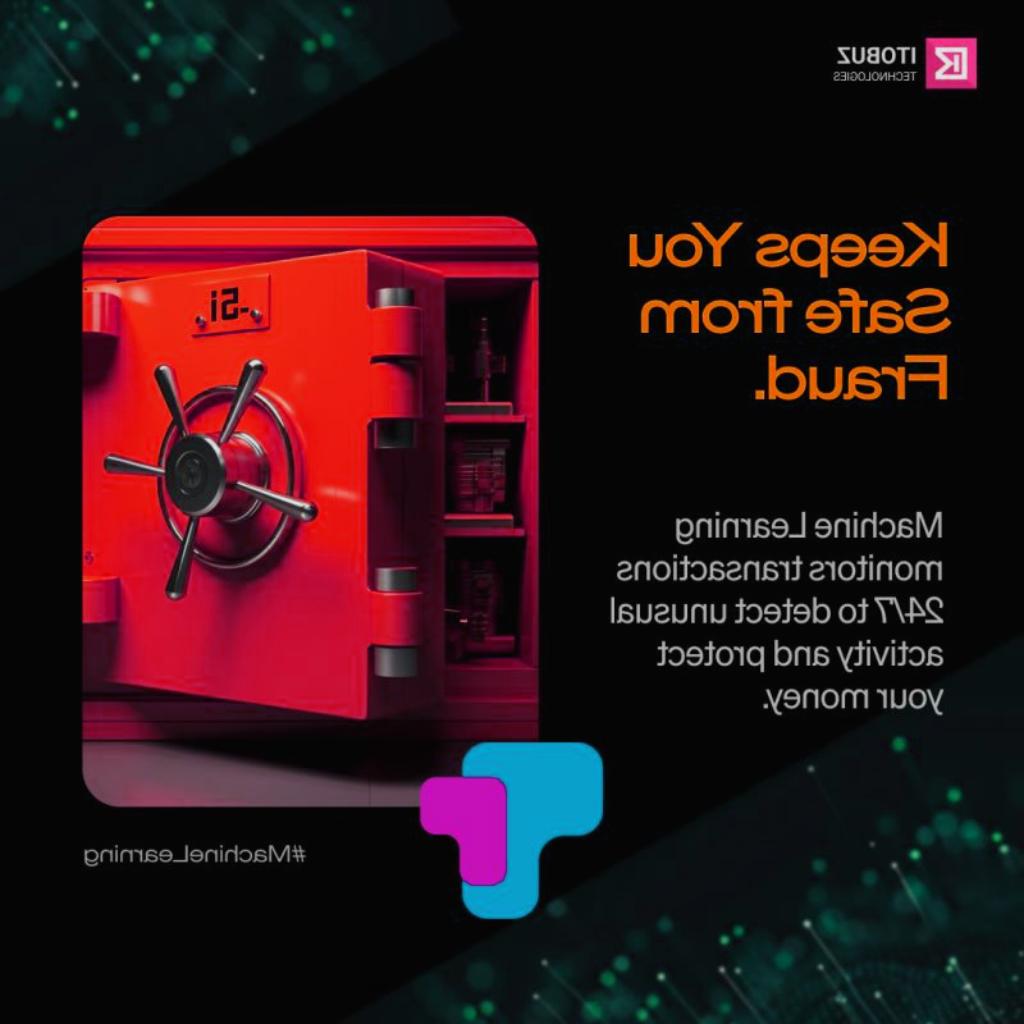 ITOBUZ
TECHNOLOGIES
Keeps You
Safe from
Fraud.
Machine Learning
monitors transactions
24/7 to detect unusual
activity and protect
your money.
#MachineLearning